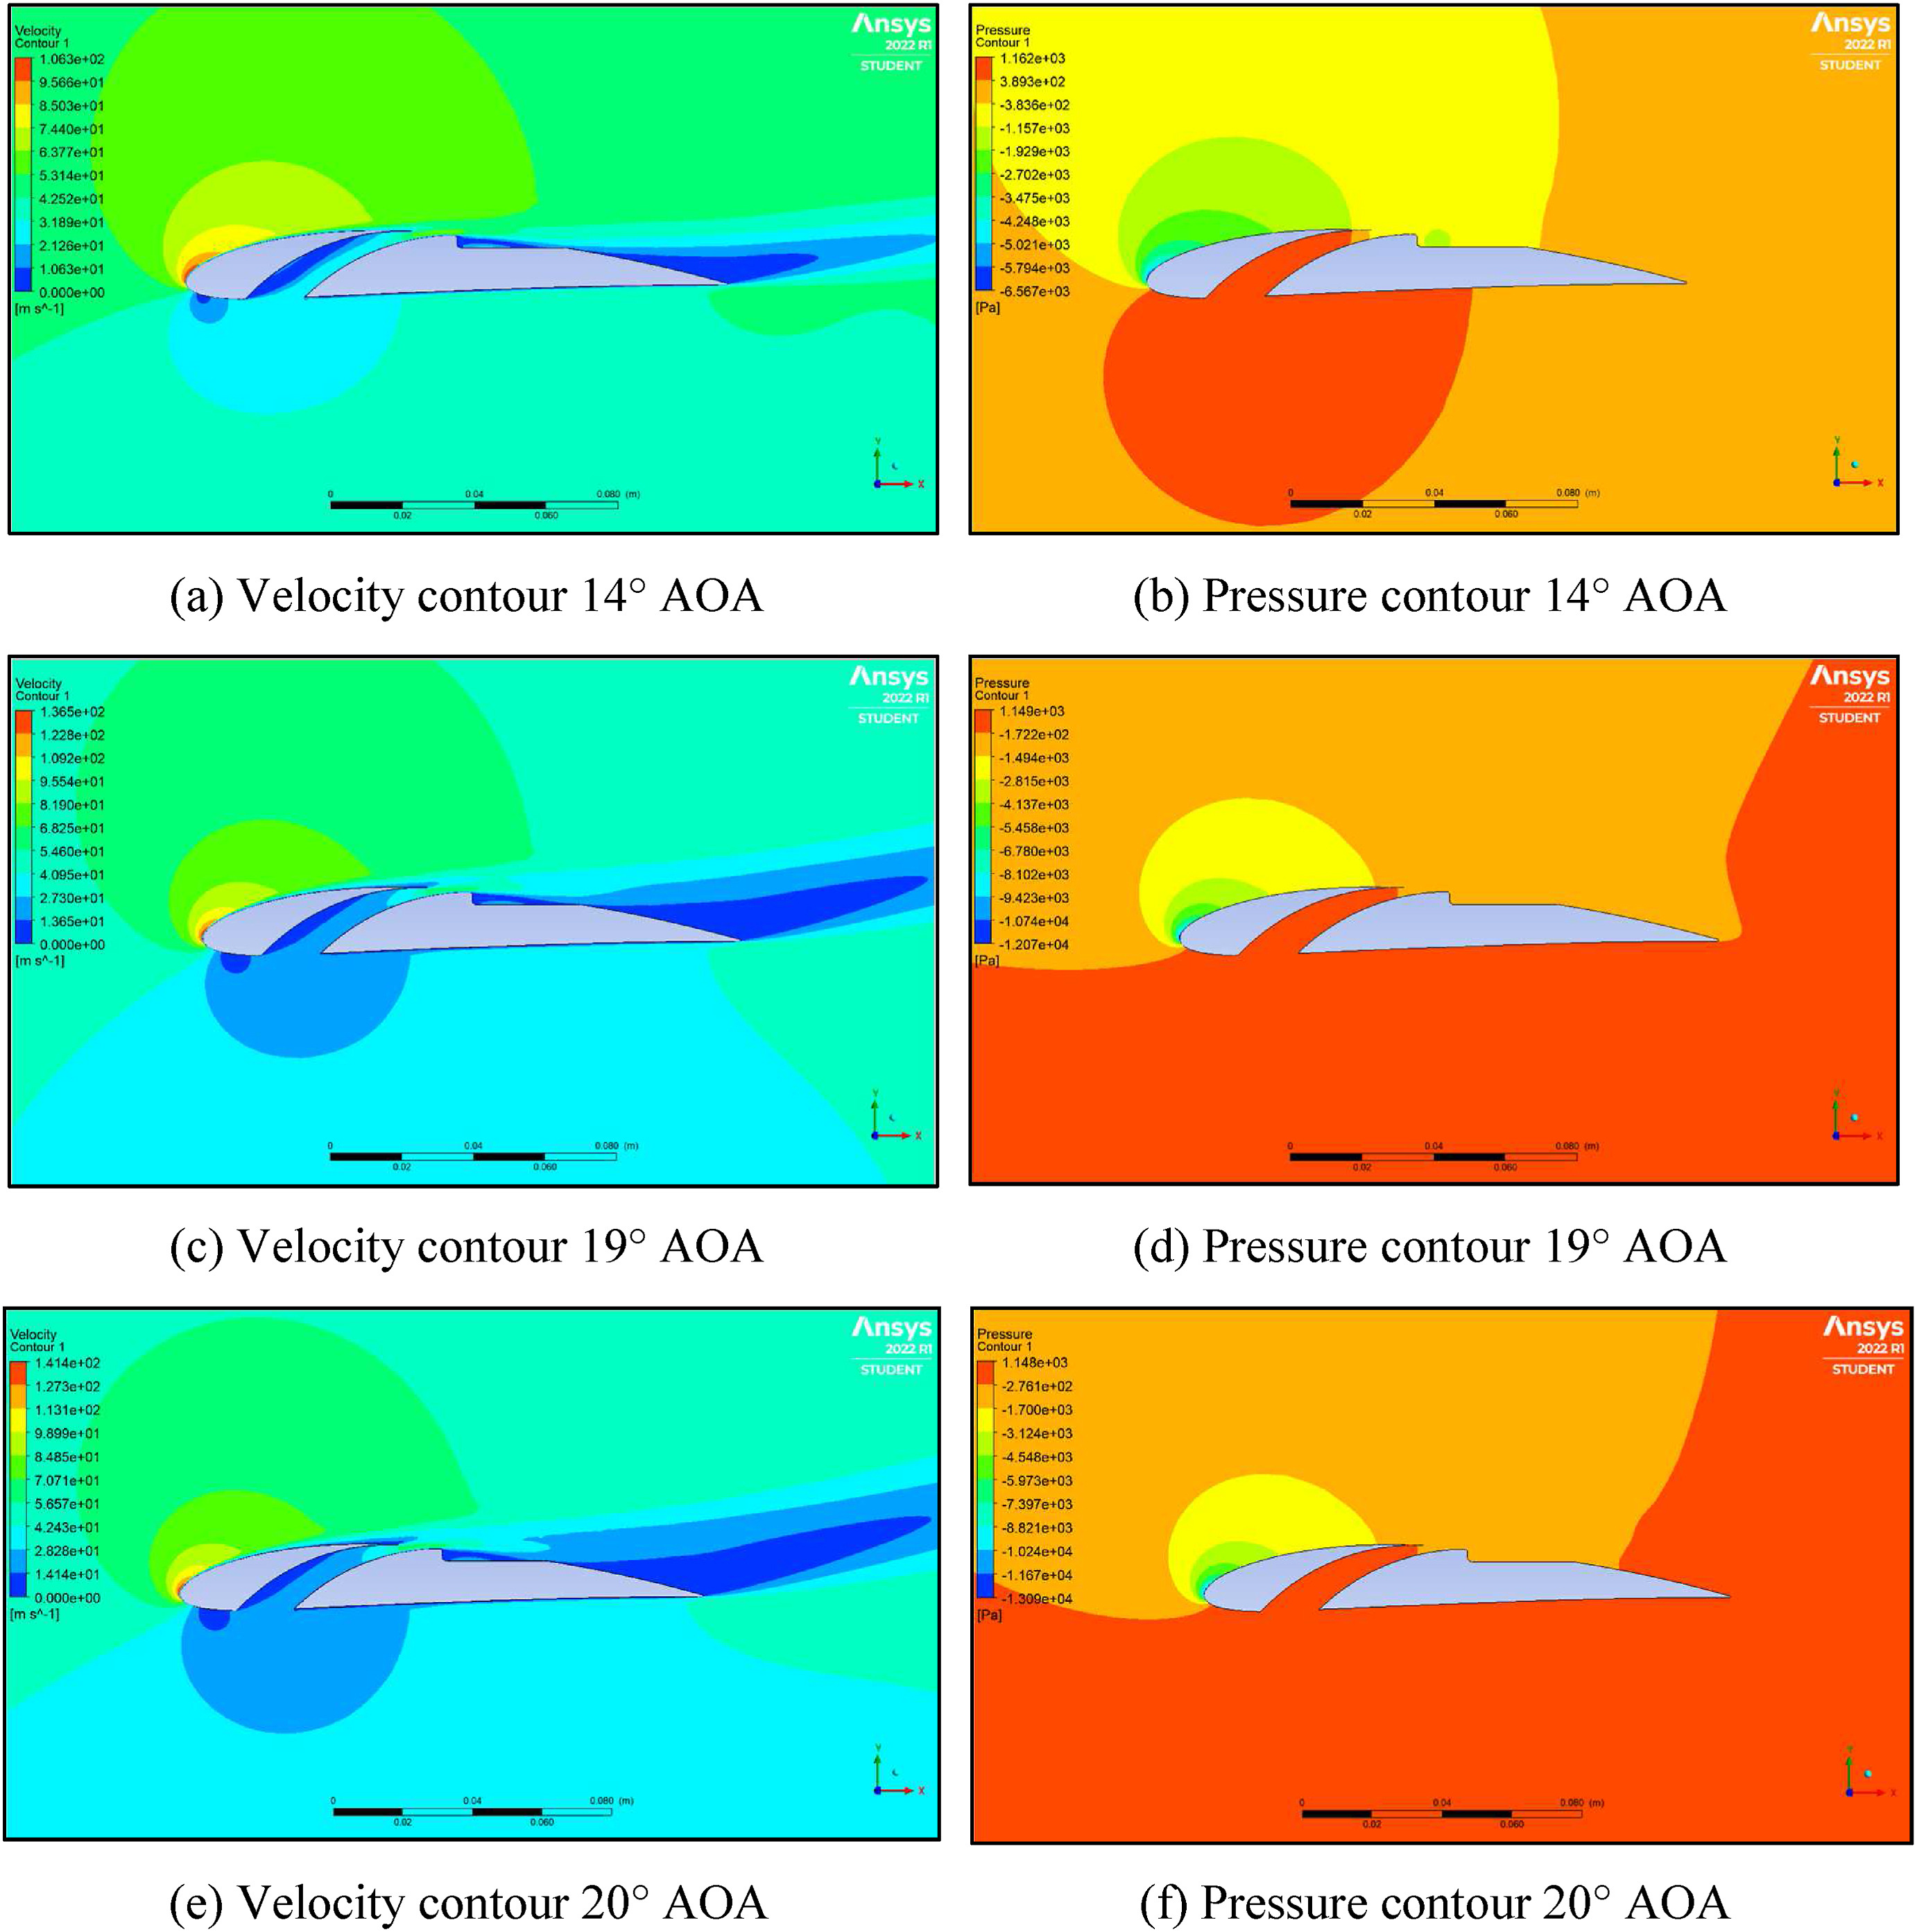 Velocity
Contour 1
1.063e+02
9.566e+01
8.503e+01
7.440e+01
6.377e+01
5.314e+01
4.252e+01
3.189e+01
2.126e+01
1.063e+01
0.000e+00
[m s^-1]
Ansys
2022 R1
STUDENT
Y
X
0 0.04 0.080 (m)
0.02 0.060
Pressure
Contour 1
1.162e+03
3.893e+02
-3.836e+02
-1.157e+03
-1.929e+03
-2.702e+03
-3.475e+03
-4.248e+03
-5.021e+03
-5.794e+03
-6.567e+03
[Pa]
Ansys
2022 R1
STUDENT
Y
X
0 0.04 0.080 (m)
0.02 0.060
(a) Velocity contour 14° AOA
(b) Pressure contour 14° AOA
Velocity
Contour 1
1.365e+02
1.228e+02
1.092e+02
9.554e+01
8.190e+01
6.825e+01
5.460e+01
4.095e+01
2.730e+01
1.365e+01
0.000e+00
[m s^-1]
Ansys
2022 R1
STUDENT
Y
X
0 0.04 0.080 (m)
0.02 0.060
Pressure
Contour 1
1.149e+03
-1.722e+02
-1.494e+03
-2.815e+03
-4.137e+03
-5.458e+03
-6.780e+03
-8.102e+03
-9.423e+03
-1.074e+04
-1.207e+04
[Pa]
Ansys
2022 R1
STUDENT
Y
X
0 0.04 0.080 (m)
0.02 0.060
(c) Velocity contour 19° AOA
(d) Pressure contour 19° AOA
Velocity
Contour 1
1.414e+02
1.273e+02
1.131e+02
9.899e+01
8.485e+01
7.071e+01
5.657e+01
4.243e+01
2.828e+01
1.414e+01
0.000e+00
[m s^-1]
Ansys
2022 R1
STUDENT
Y
X
0 0.04 0.080 (m)
0.02 0.060
Pressure
Contour 1
1.148e+03
-2.761e+02
-1.700e+03
-3.124e+03
-4.548e+03
-5.973e+03
-7.397e+03
-8.821e+03
-1.024e+04
-1.167e+04
-1.309e+04
[Pa]
Ansys
2022 R1
STUDENT
Y
X
0 0.04 0.080 (m)
0.02 0.060
(e) Velocity contour 20° AOA
(f) Pressure contour 20° AOA